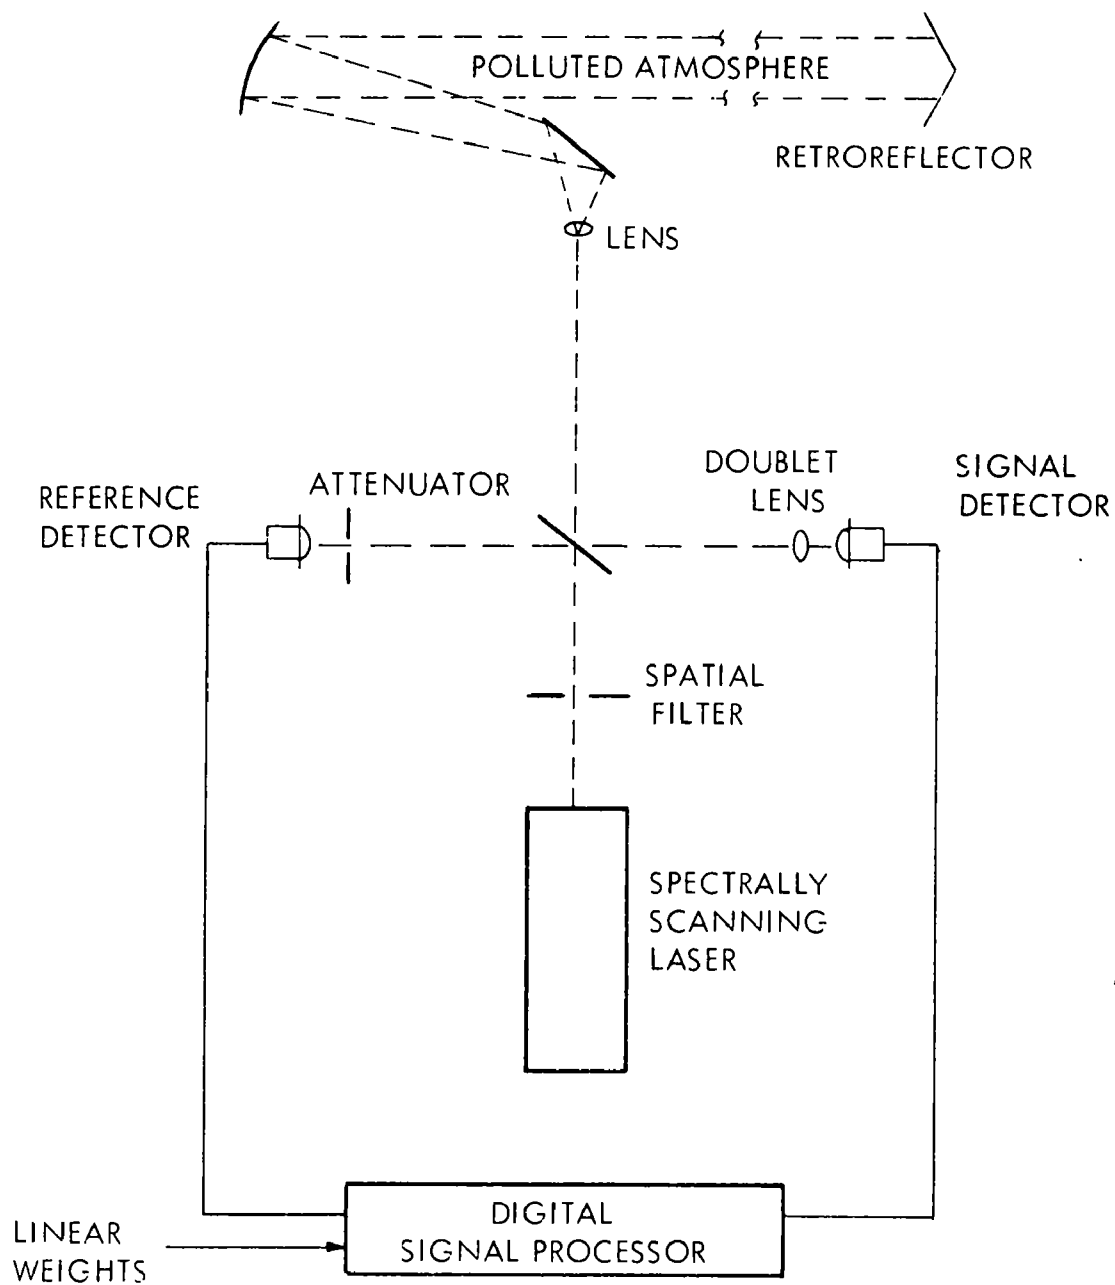 POLLUTED ATMOSPHERE
RETROREFLECTOR
LENS
DOUBLET
LENS
SIGNAL
DETECTOR
ATTENUATOR
REFERENCE
DETECTOR
SPATIAL
FILTER
SPECTRALLY
SCANNING
LASER
DIGITAL
SIGNAL PROCESSOR
LINEAR
WEIGHTS